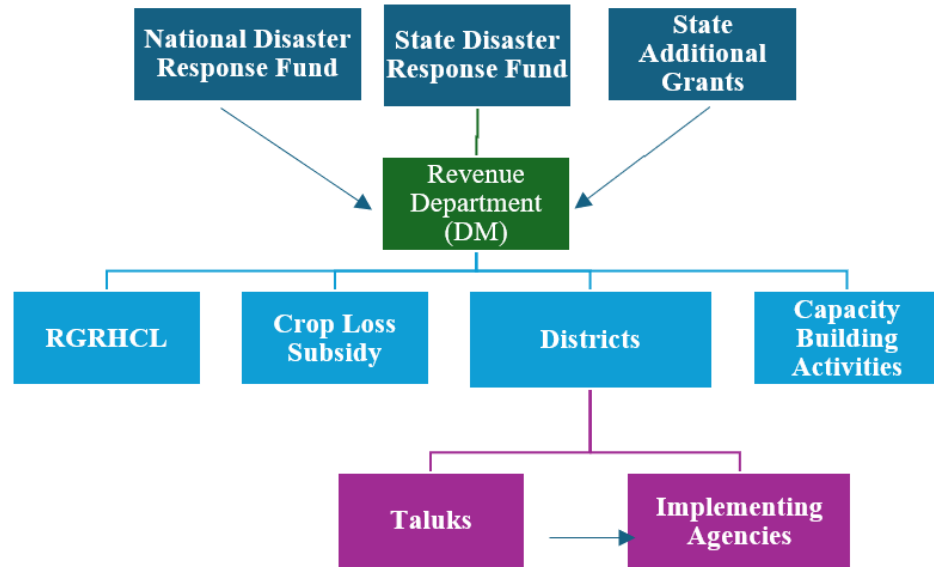 National Disaster
Response Fund
State Disaster
Response Fund
State
Additional
Grants
Revenue
Department
(DM)
RGRHCL
Crop Loss
Subsidy
Districts
Capacity
Building
Activities
Taluks
Implementing
Agencies